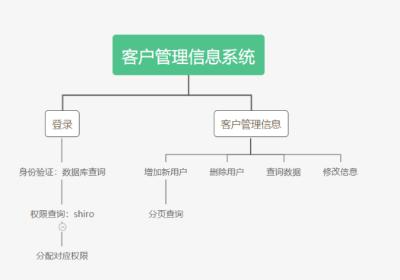 客户管理信息系统
登录
客户管理信息
身份验证：数据库查询
增加新用户
删除用户
查询数据
修改信息
权限查询：shiro
分页查询
分配对应权限